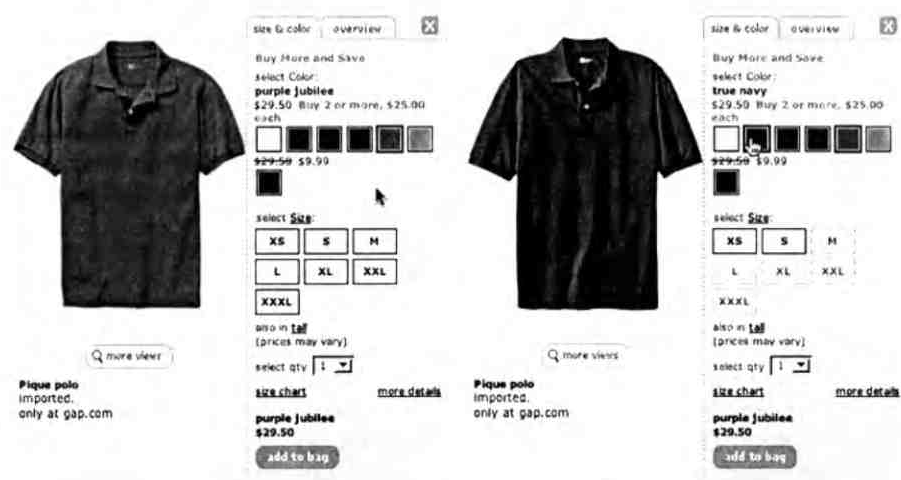 size & color
overview
X
Buy More and Save
select Color:
purple Jubilee
$29.50 Buy 2 or more, $25.00
each
$29.50 $9.99
select Size:
XS S M
L XL XXL
XXXL
also in tall
(prices may vary)
select qty 1
size chart
more details
purple Jubilee
$29.50
add to bag
more views
Pique polo
imported.
only at gap.com
size & color
overview
X
Buy More and Save
select Color:
true navy
$29.50 Buy 2 or more, $25.00
each
$29.50 $9.99
select Size:
XS S M
L XL XXL
XXXL
also in tall
(prices may vary)
select qty 1
size chart
more details
purple Jubilee
$29.50
add to bag
more views
Pique polo
imported.
only at gap.com